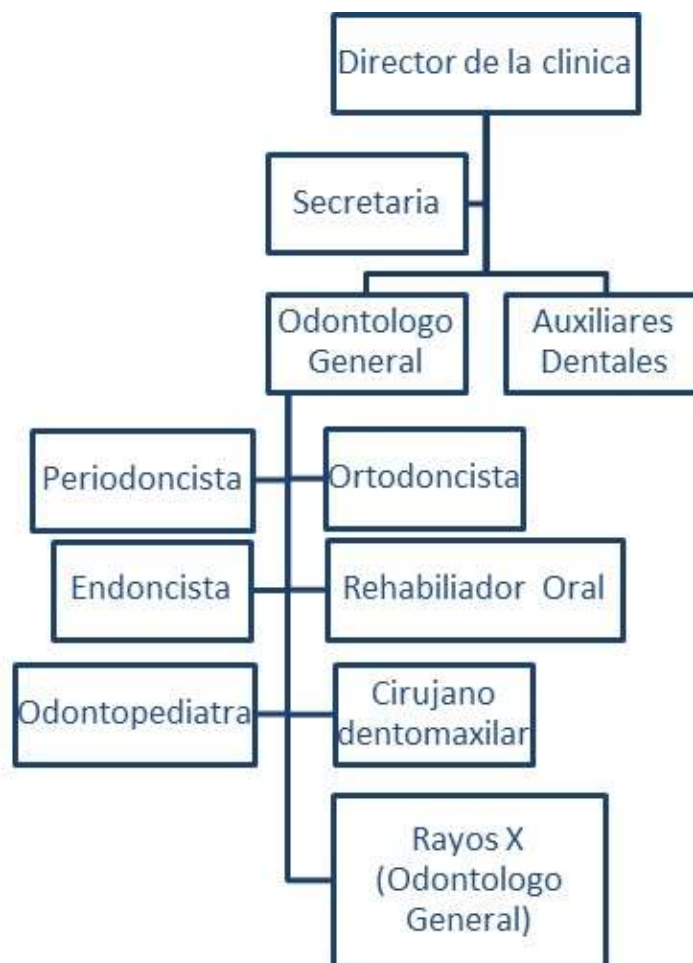 Director de la clinica
Secretaria
Odontologo
General
Auxiliares
Dentales
Periodoncista
Ortodoncista
Endoncista
Rehabiliador Oral
Odontopediatra
Cirujano
dentomaxilar
Rayos X
(Odontologo
General)